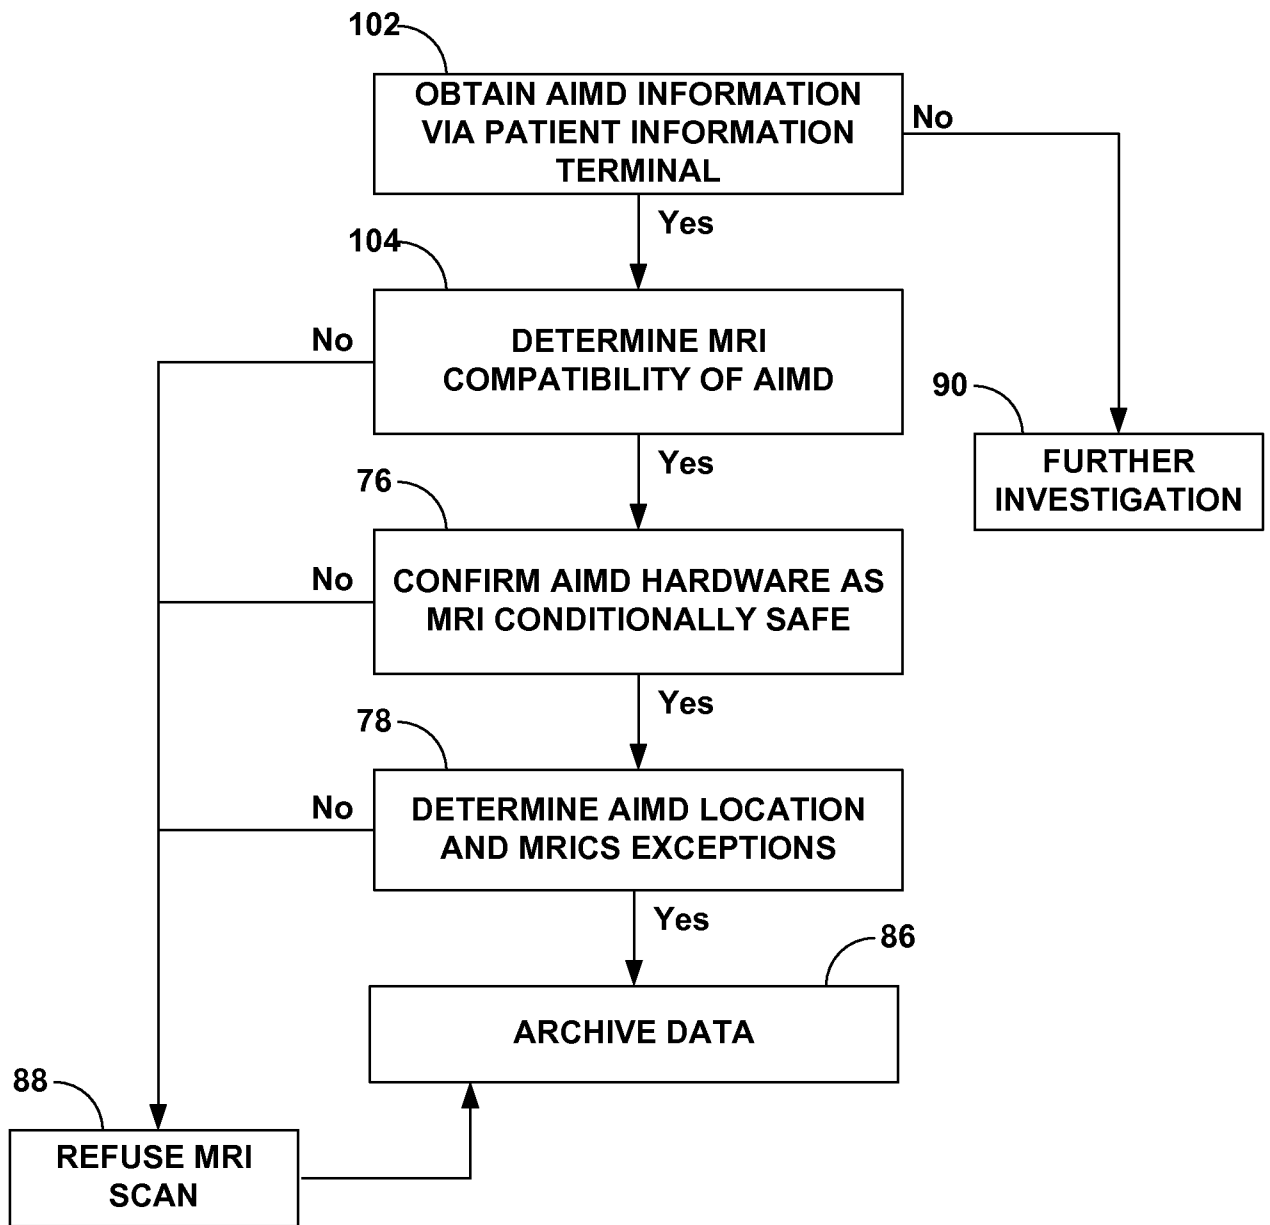 102
OBTAIN AIMD INFORMATION
VIA PATIENT INFORMATION
TERMINAL
No
Yes
104
DETERMINE MRI
COMPATIBILITY OF AIMD
No
Yes
90
FURTHER
INVESTIGATION
76
CONFIRM AIMD HARDWARE AS
MRI CONDITIONALLY SAFE
No
Yes
78
DETERMINE AIMD LOCATION
AND MRICS EXCEPTIONS
No
Yes
86
ARCHIVE DATA
88
REFUSE MRI
SCAN